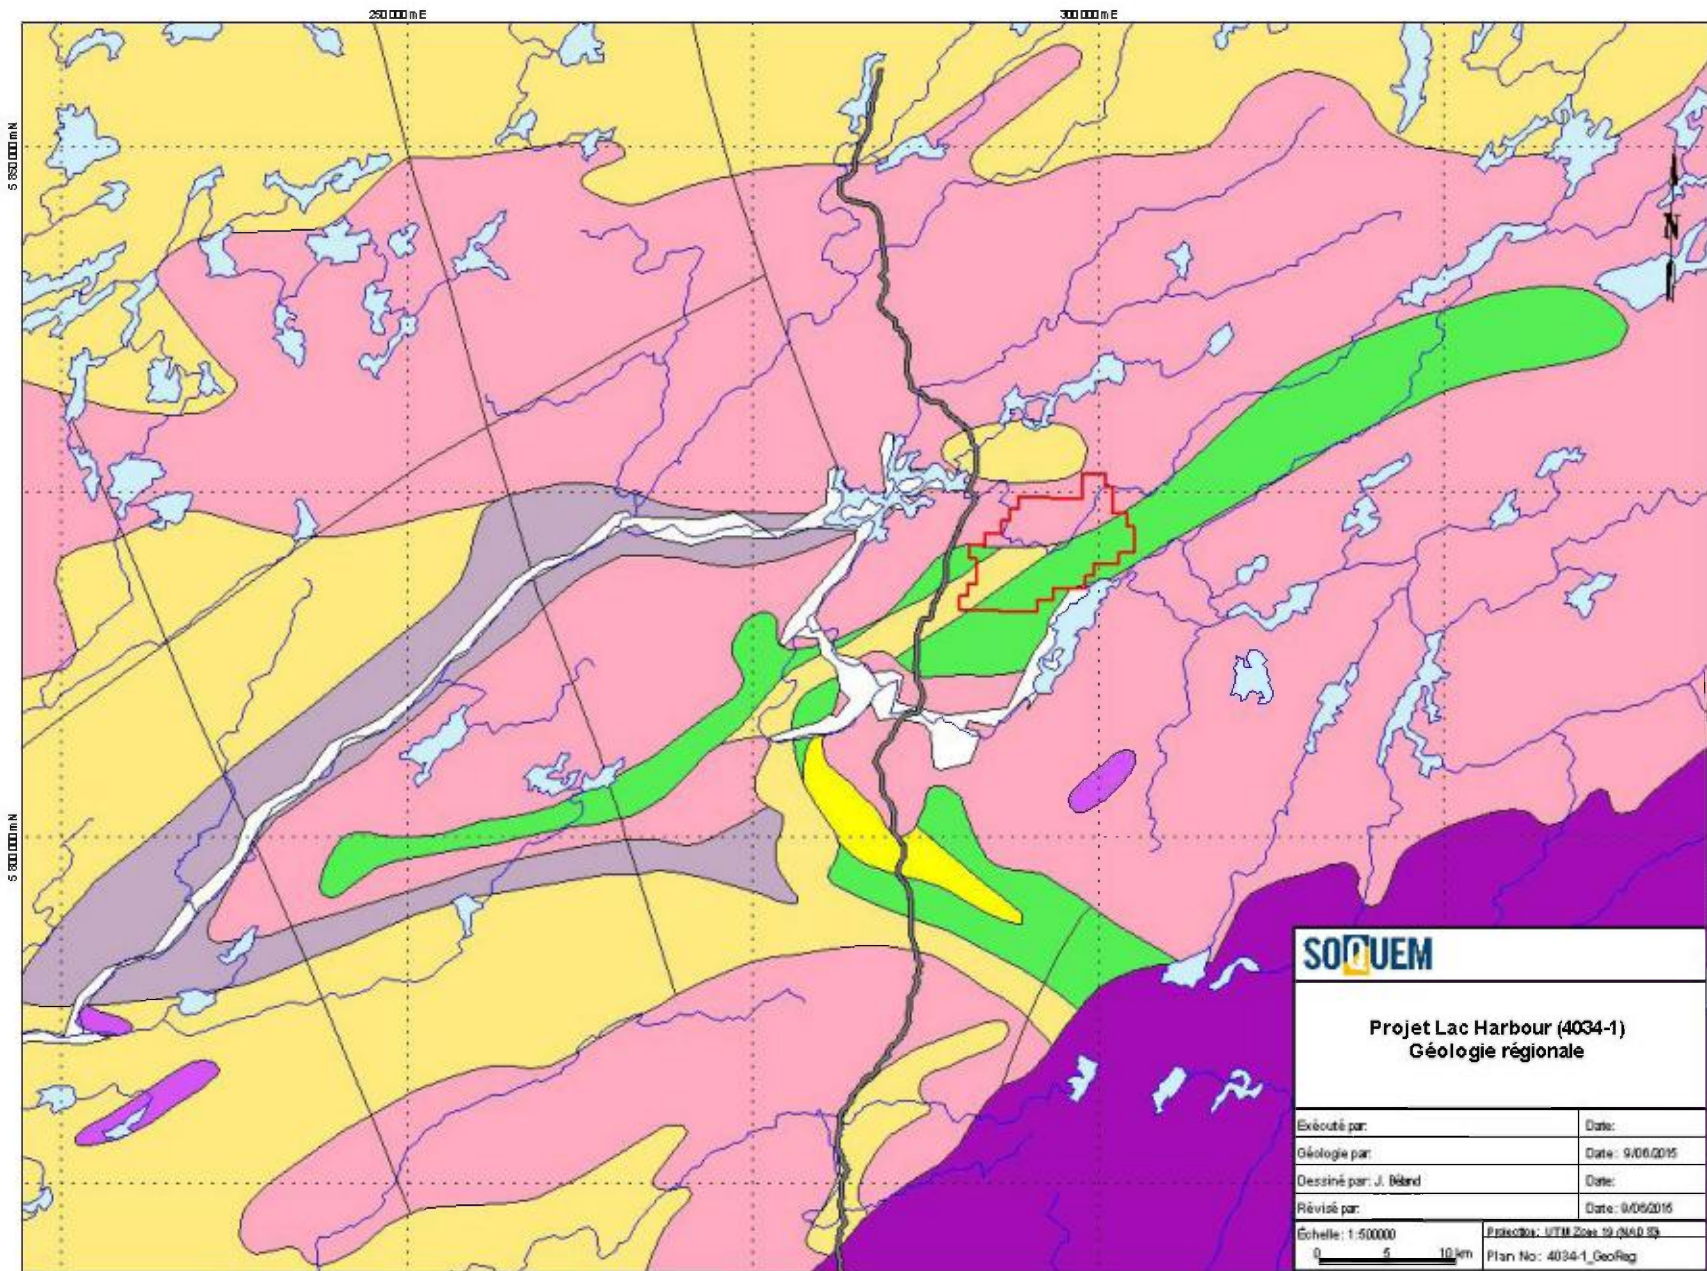 250 000 m E
300 000 m E
5 850 000 m N
5 800 000 m N
N
SOQUEM
Projet Lac Harbour (4034-1)
Géologie régionale
Exécuté par:
Date:
Géologie par:
Date: 9/06/2015
Dessiné par: J. Béland
Date:
Révisé par:
Date: 9/06/2015
Échelle: 1:500000
0 5 10 km
Projection: UTM Zone 19 (NAD 83)
Plan No: 4034-1_GeoReg